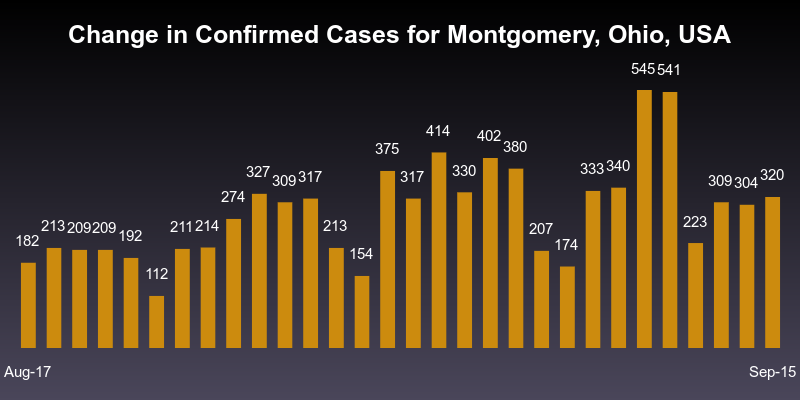 Change in Confirmed Cases for Montgomery, Ohio, USA
545 541
414
402
375 380
327 333 340
309 317 317 330 309 304 320
274
213 209 209 211 214 213 207 223
182 192 174
154
112
Aug-17 Sep-15